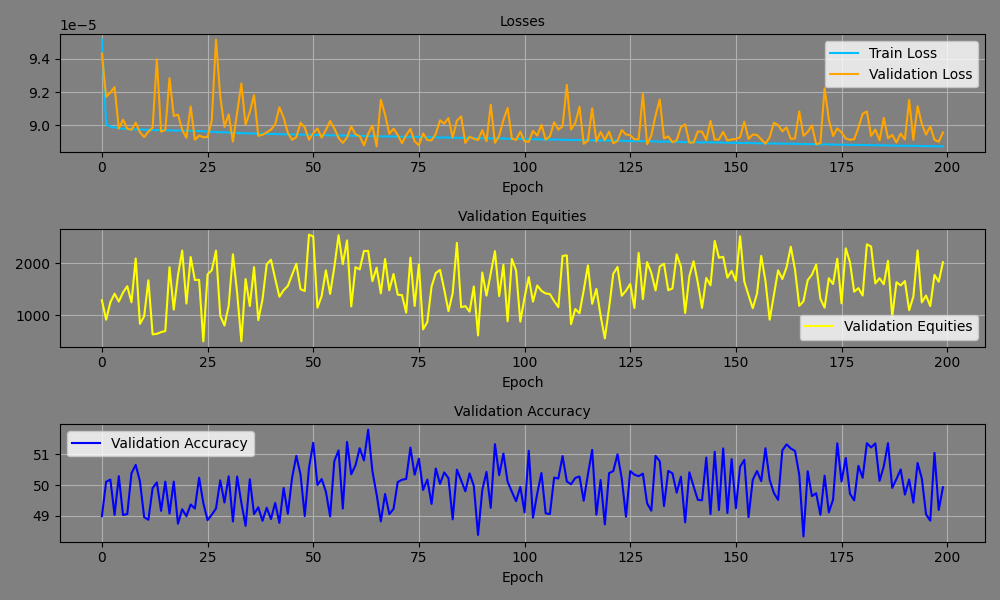 Losses
1e−5
Train Loss
Validation Loss
9.4
9.2
9.0
0 25 50 75 100 125 150 175 200
Epoch
Validation Equities
2000
1000
Validation Equities
0 25 50 75 100 125 150 175 200
Epoch
Validation Accuracy
Validation Accuracy
51
50
49
0 25 50 75 100 125 150 175 200
Epoch